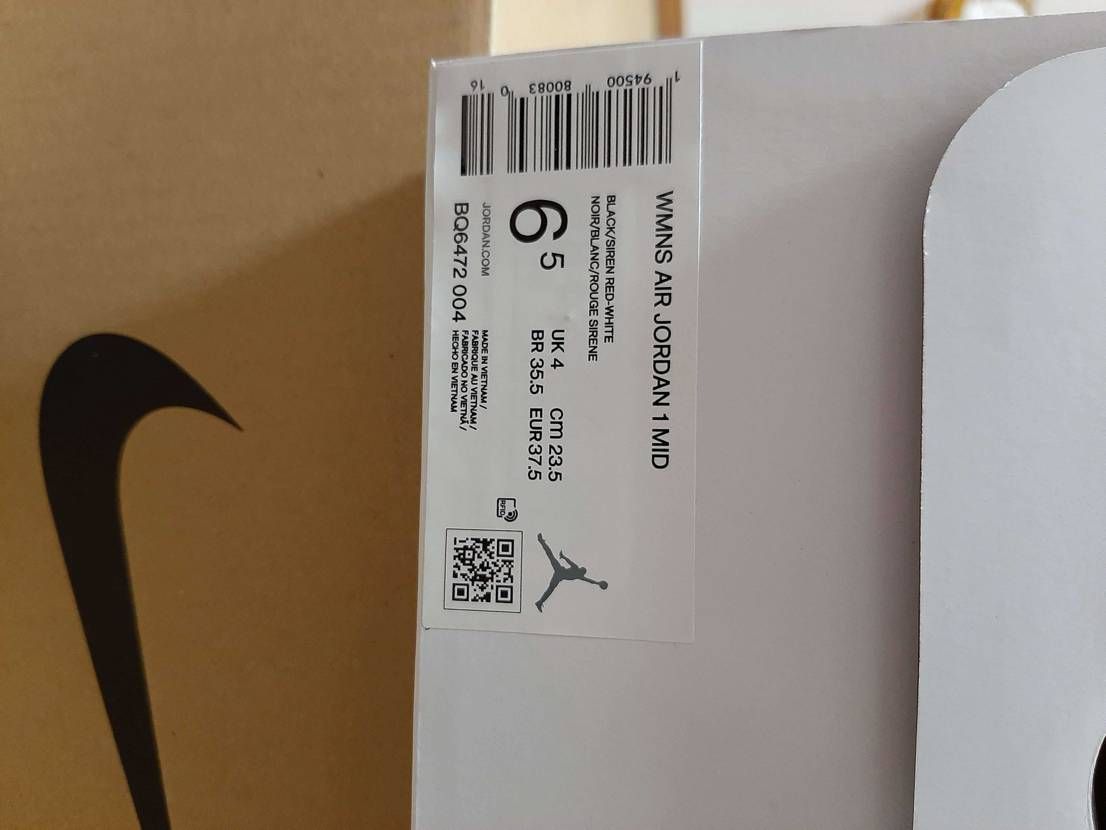 WMNS AIR JORDAN 1 MID
BLACK/SIREN RED-WHITE
NOIR/BLANC/ROUGE SIRENE
6 5
UK 4 cm 23.5
BR 35.5 EUR 37.5
JORDAN.COM
BQ6472 004
MADE IN VIETNAM /
FABRIQUE AU VIETNAM /
FABRICADO NO VIETNÃ /
HECHO EN VIETNAM
RFID
1 94500 80083 0 16